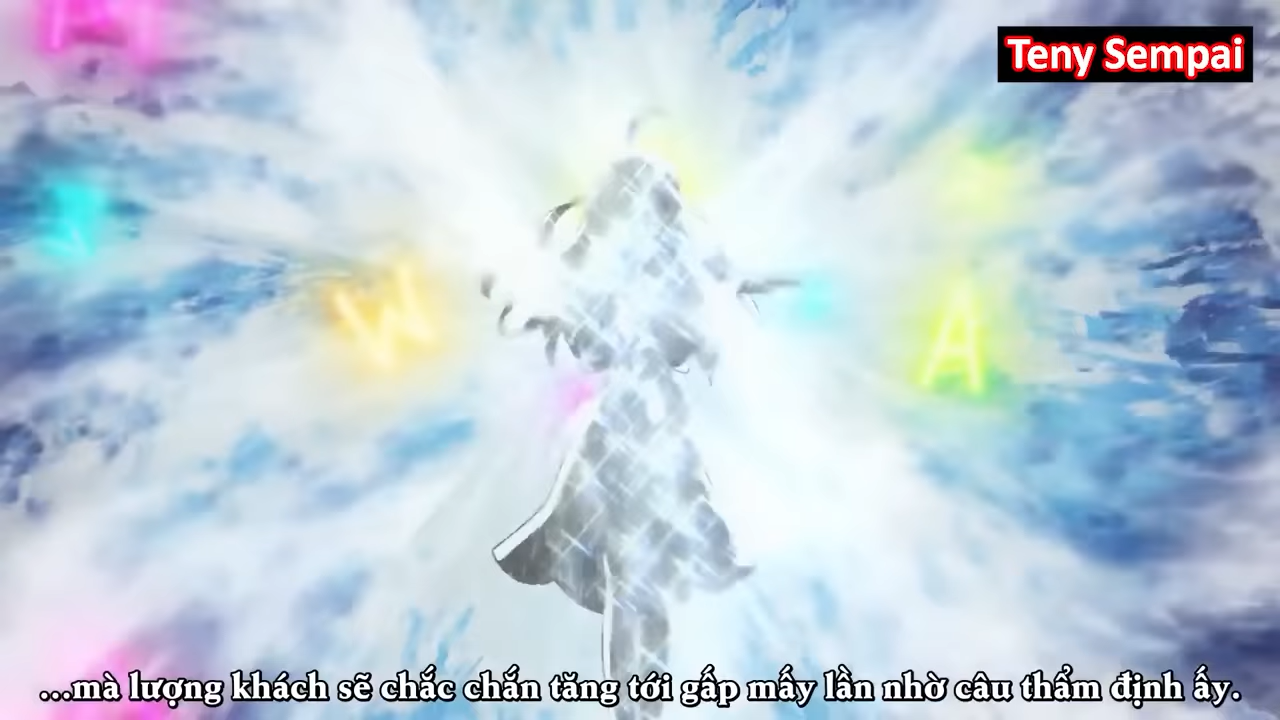 Teny Sempai
H
W
A
...mà lượng khách sẽ chắc chắn tăng tới gấp mấy lần nhờ câu thẩm định ấy.